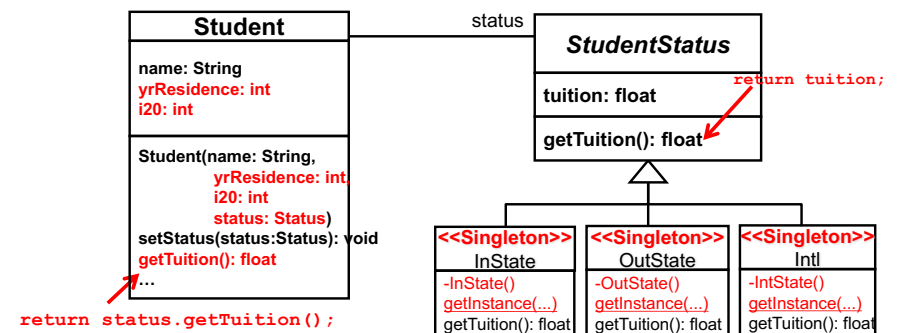 Student
name: String
yrResidence: int
i20: int
Student(name: String,
yrResidence: int,
i20: int
status: Status)
setStatus(status:Status): void
getTuition(): float
...
return status.getTuition();
status
StudentStatus
tuition: float
getTuition(): float
return tuition;
<<Singleton>>
InState
-InState()
getInstance(...)
getTuition(): float
<<Singleton>>
OutState
-OutState()
getInstance(...)
getTuition(): float
<<Singleton>>
Intl
-IntState()
getInstance(...)
getTuition(): float